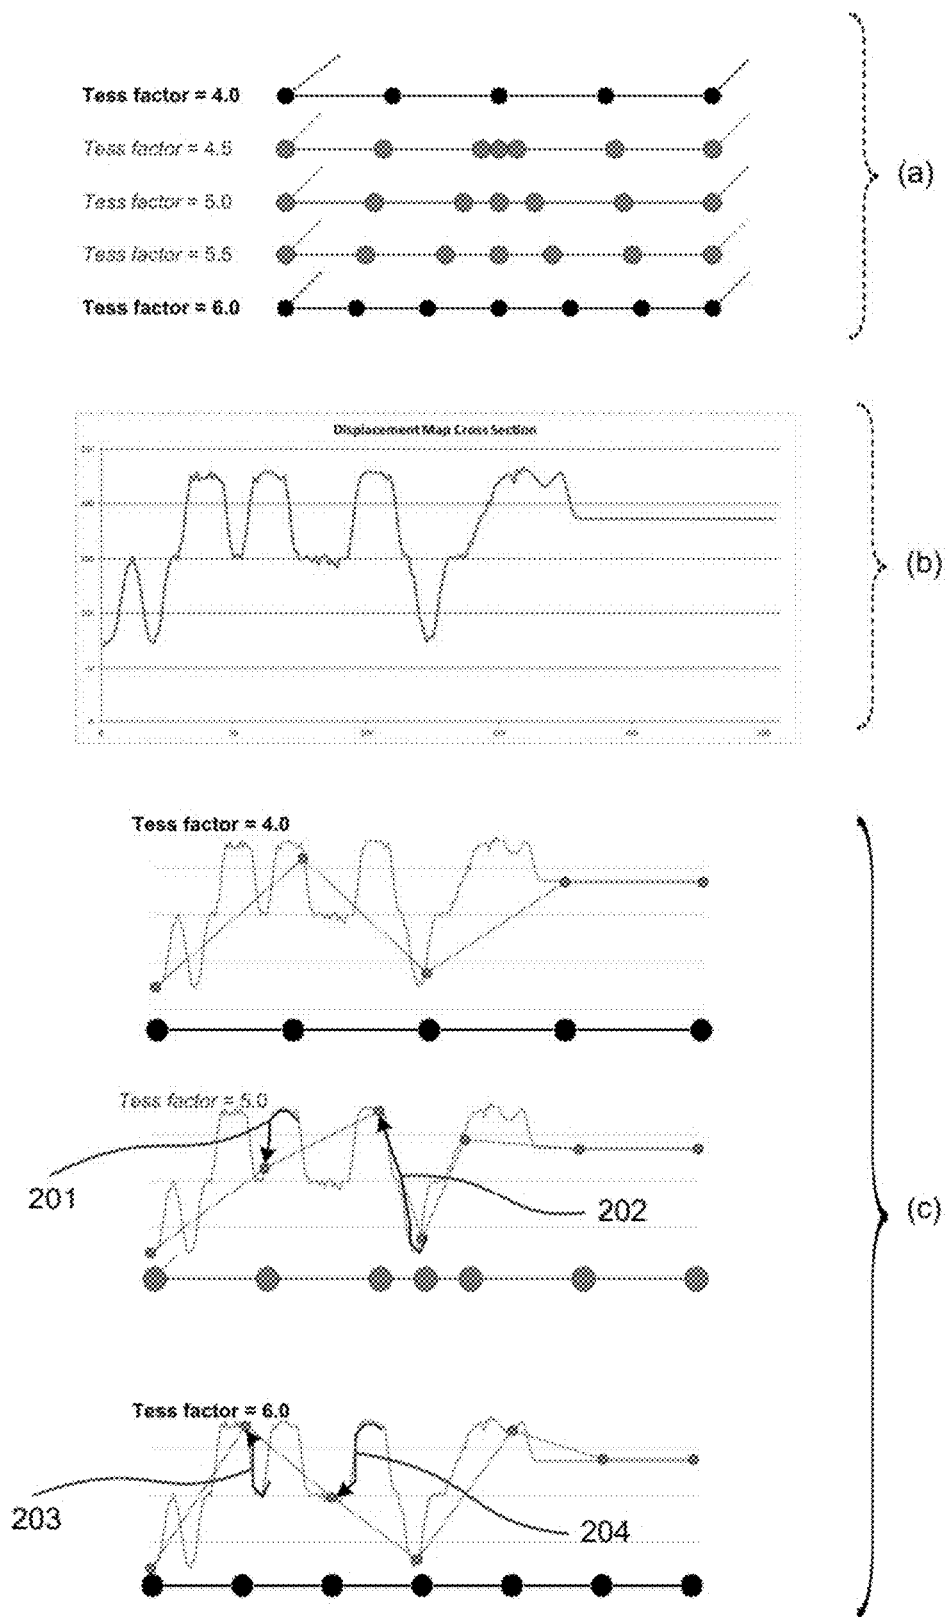 Tess factor = 4.0
Tess factor = 4.5
Tess factor = 5.0
Tess factor = 5.5
Tess factor = 6.0
(a)
Displacement Map Cross Section
(b)
Tess factor = 4.0
Tess factor = 5.0
201
202
(c)
Tess factor = 6.0
203
204